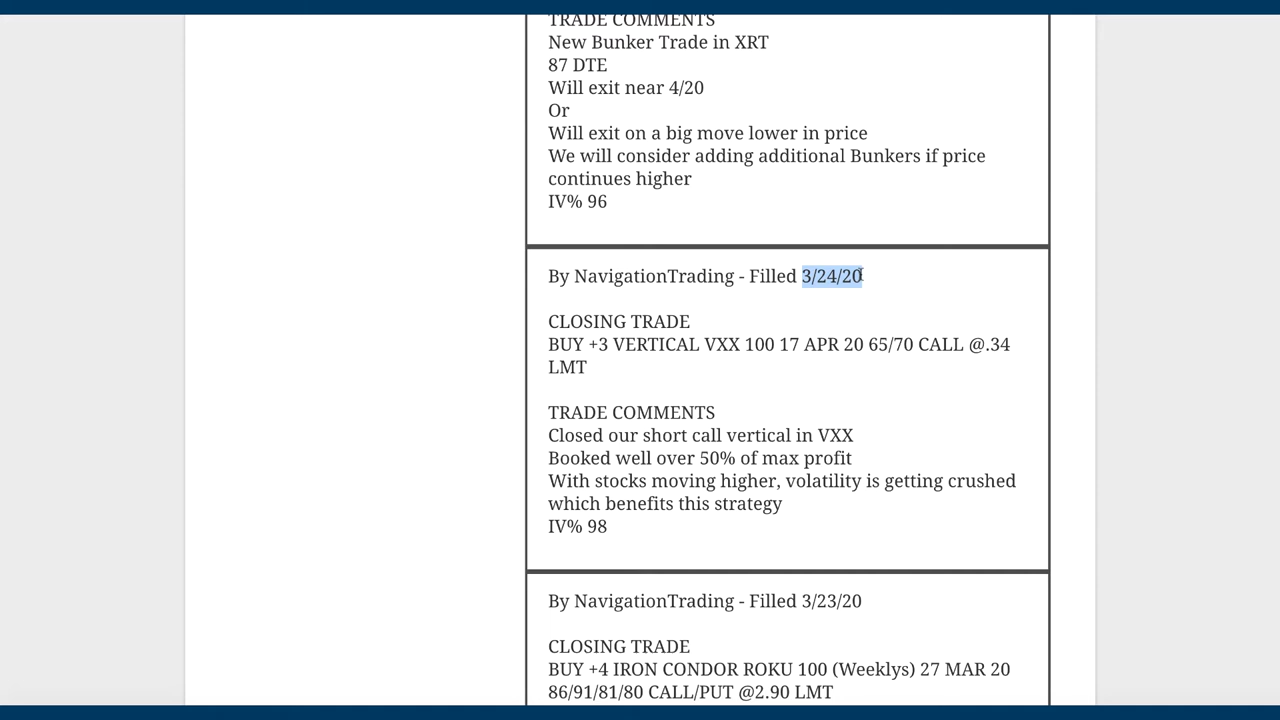 TRADE COMMENTS
New Bunker Trade in XRT
87 DTE
Will exit near 4/20
Or
Will exit on a big move lower in price
We will consider adding additional Bunkers if price
continues higher
IV% 96
By NavigationTrading - Filled 3/24/20
CLOSING TRADE
BUY +3 VERTICAL VXX 100 17 APR 20 65/70 CALL @.34
LMT
TRADE COMMENTS
Closed our short call vertical in VXX
Booked well over 50% of max profit
With stocks moving higher, volatility is getting crushed
which benefits this strategy
IV% 98
By NavigationTrading - Filled 3/23/20
CLOSING TRADE
BUY +4 IRON CONDOR ROKU 100 (Weeklys) 27 MAR 20
86/91/81/80 CALL/PUT @2.90 LMT